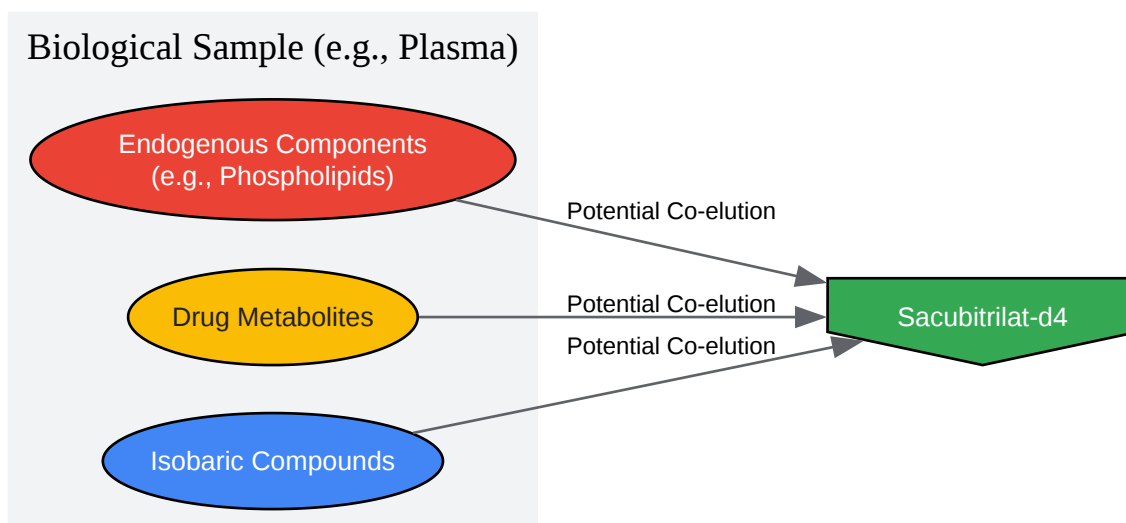 Biological Sample (e.g., Plasma)
Endogenous Components
(e.g., Phospholipids)
Potential Co-elution
Drug Metabolites
Potential Co-elution
Sacubitrilat-d4
Potential Co-elution
Isobaric Compounds